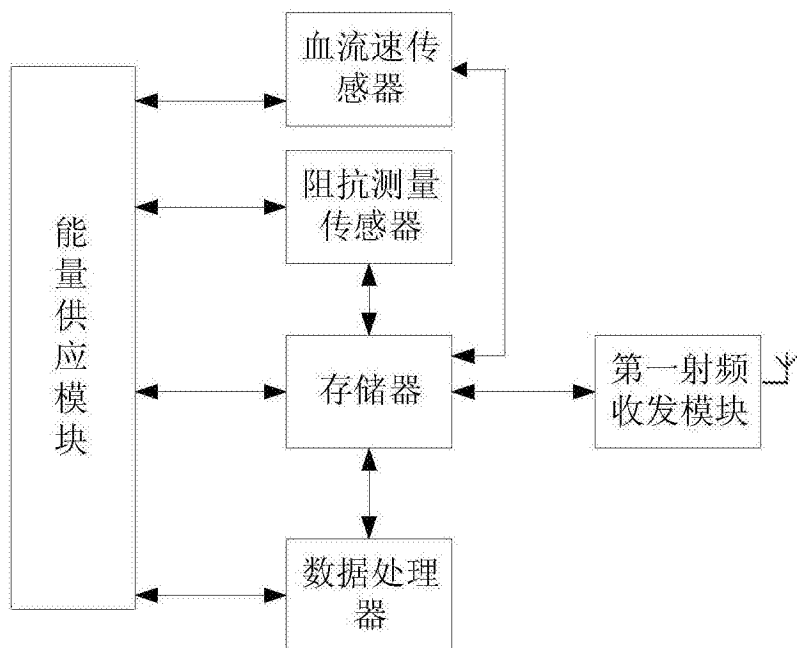 血流速传
感器
阻抗测量
传感器
能量供应模块
存储器
第一射频
收发模块
数据处理
器